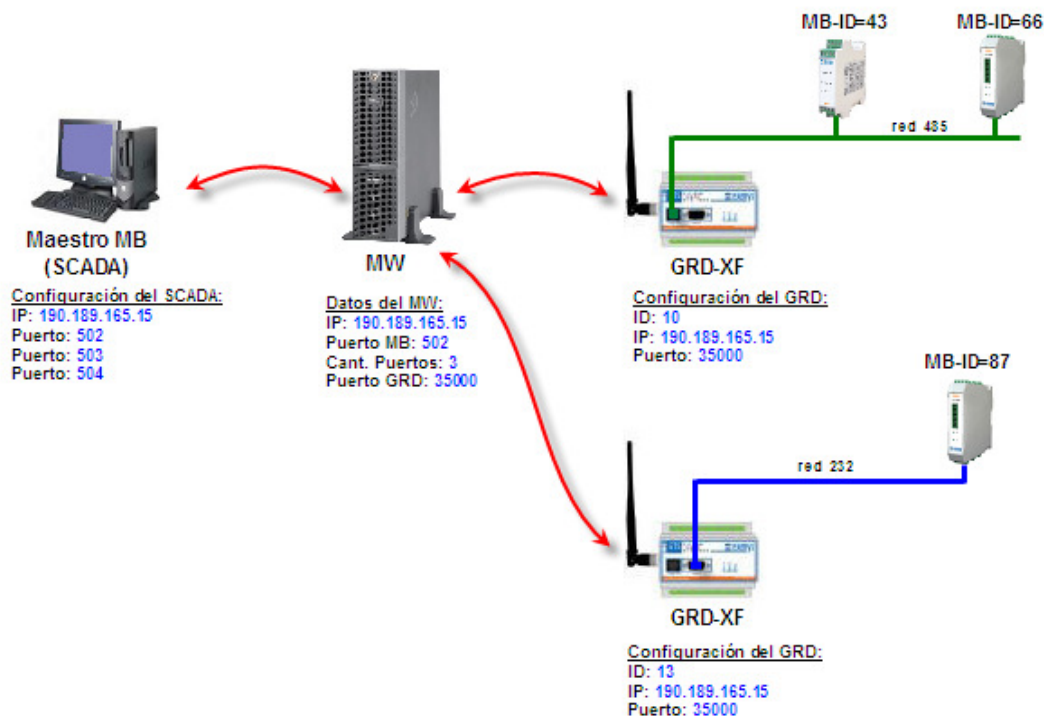 MB-ID=43
MB-ID=66
red 485
Maestro MB
(SCADA)
Configuración del SCADA:
IP: 190.189.165.15
Puerto: 502
Puerto: 503
Puerto: 504
MW
Datos del MW:
IP: 190.189.165.15
Puerto MB: 502
Cant. Puertos: 3
Puerto GRD: 35000
GRD-XF
Configuración del GRD:
ID: 10
IP: 190.189.165.15
Puerto: 35000
MB-ID=87
red 232
GRD-XF
Configuración del GRD:
ID: 13
IP: 190.189.165.15
Puerto: 35000